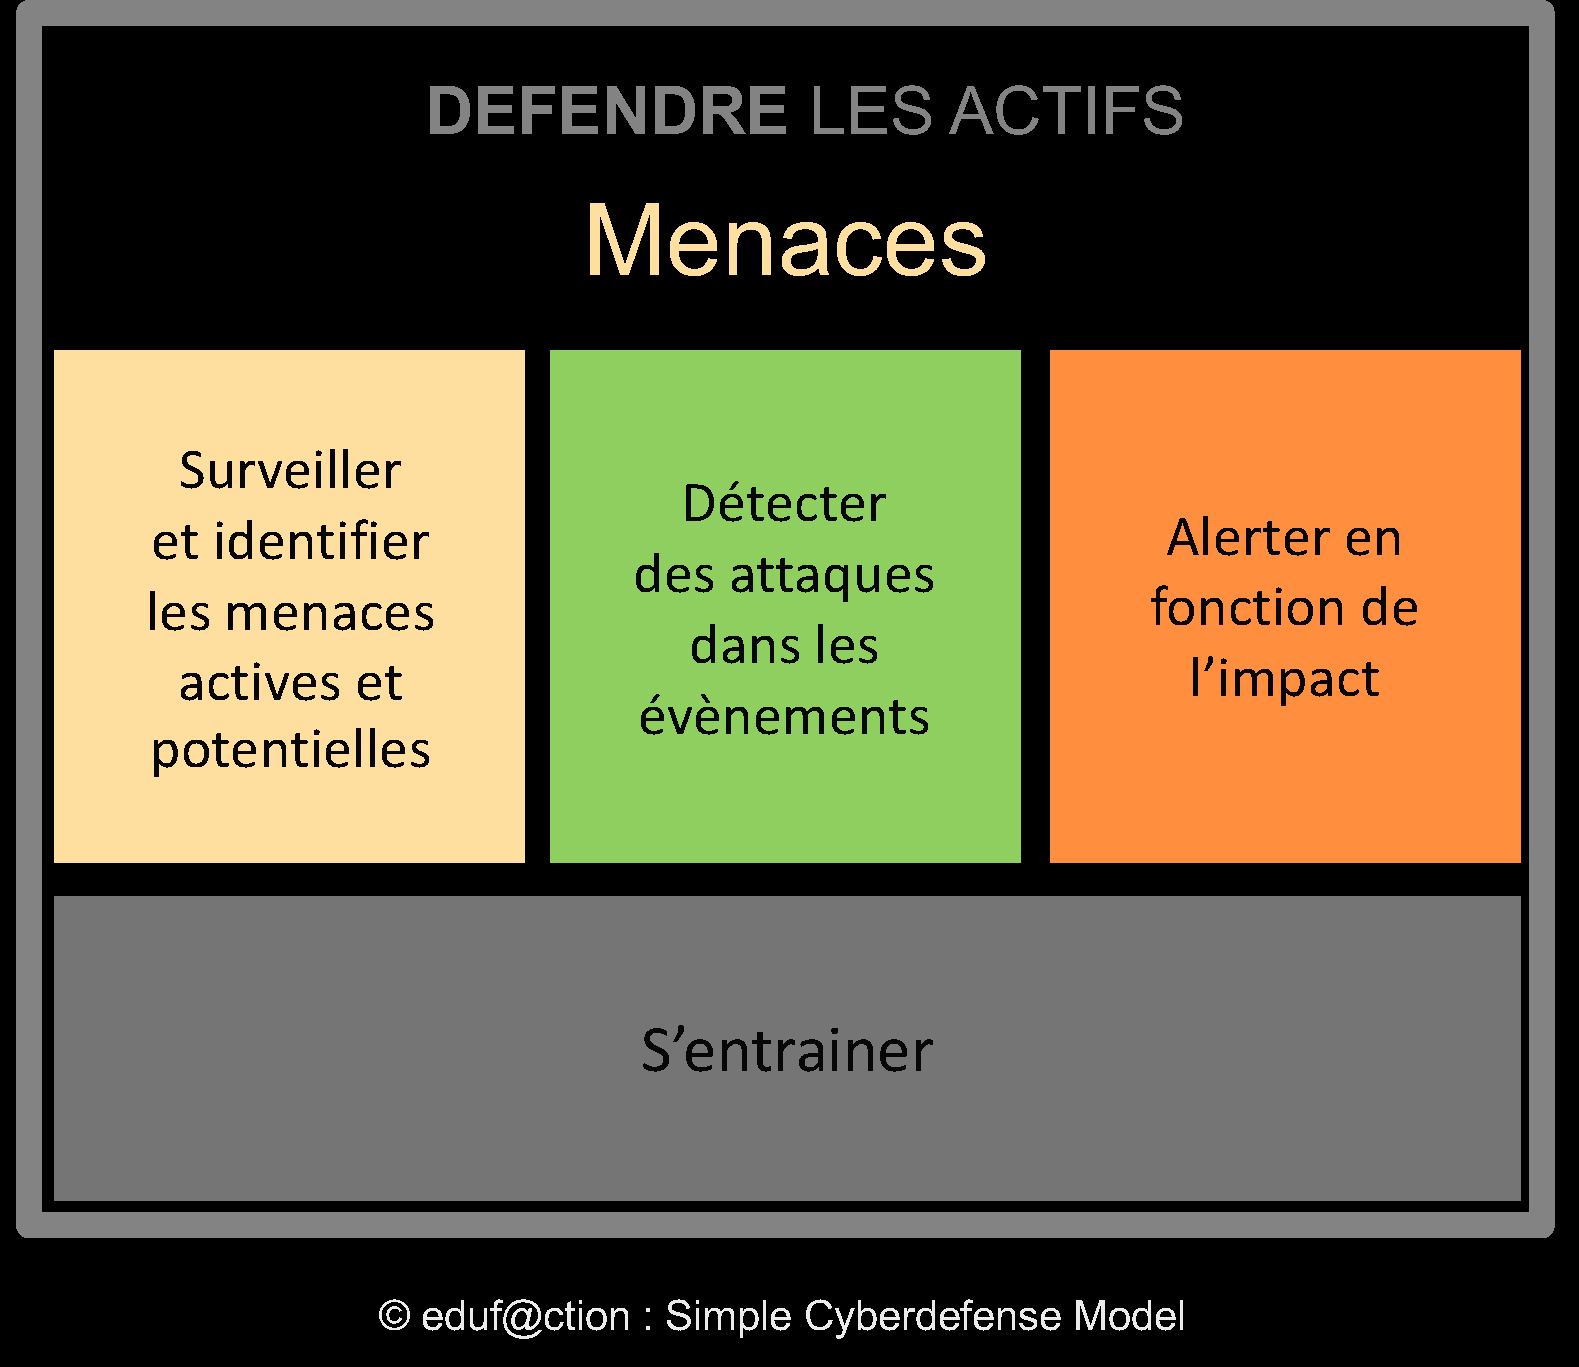 DEFENDRE LES ACTIFS
Menaces
Surveiller
et identifier
les menaces
actives et
potentielles
Détecter
des attaques
dans les
évènements
Alerter en
fonction de
l’impact
S’entrainer
© eduf@ction : Simple Cyberdefense Model